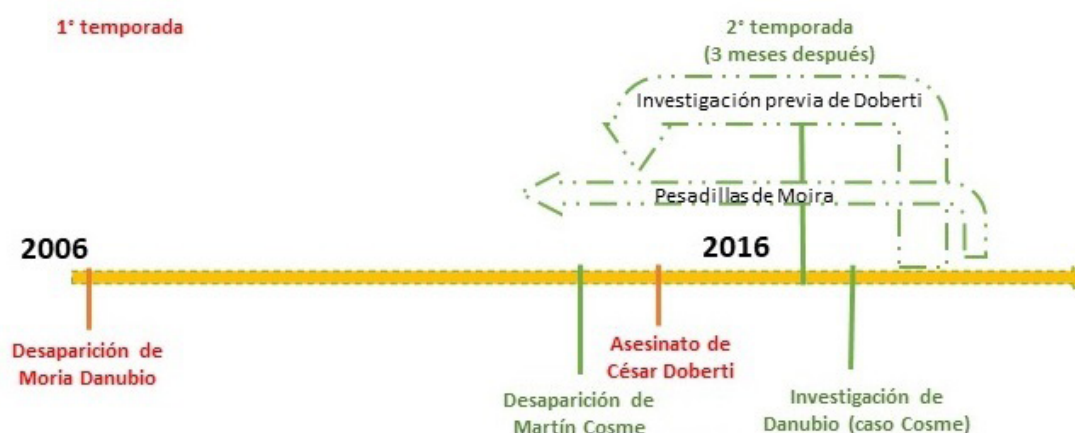 1° temporada
2° temporada
(3 meses después)
Investigación previa de Doberti
Pesadillas de Moira
2006
2016
Desaparición de
Moria Danubio
Asesinato de
César Doberti
Desaparición de
Martín Cosme
Investigación de
Danubio (caso Cosme)